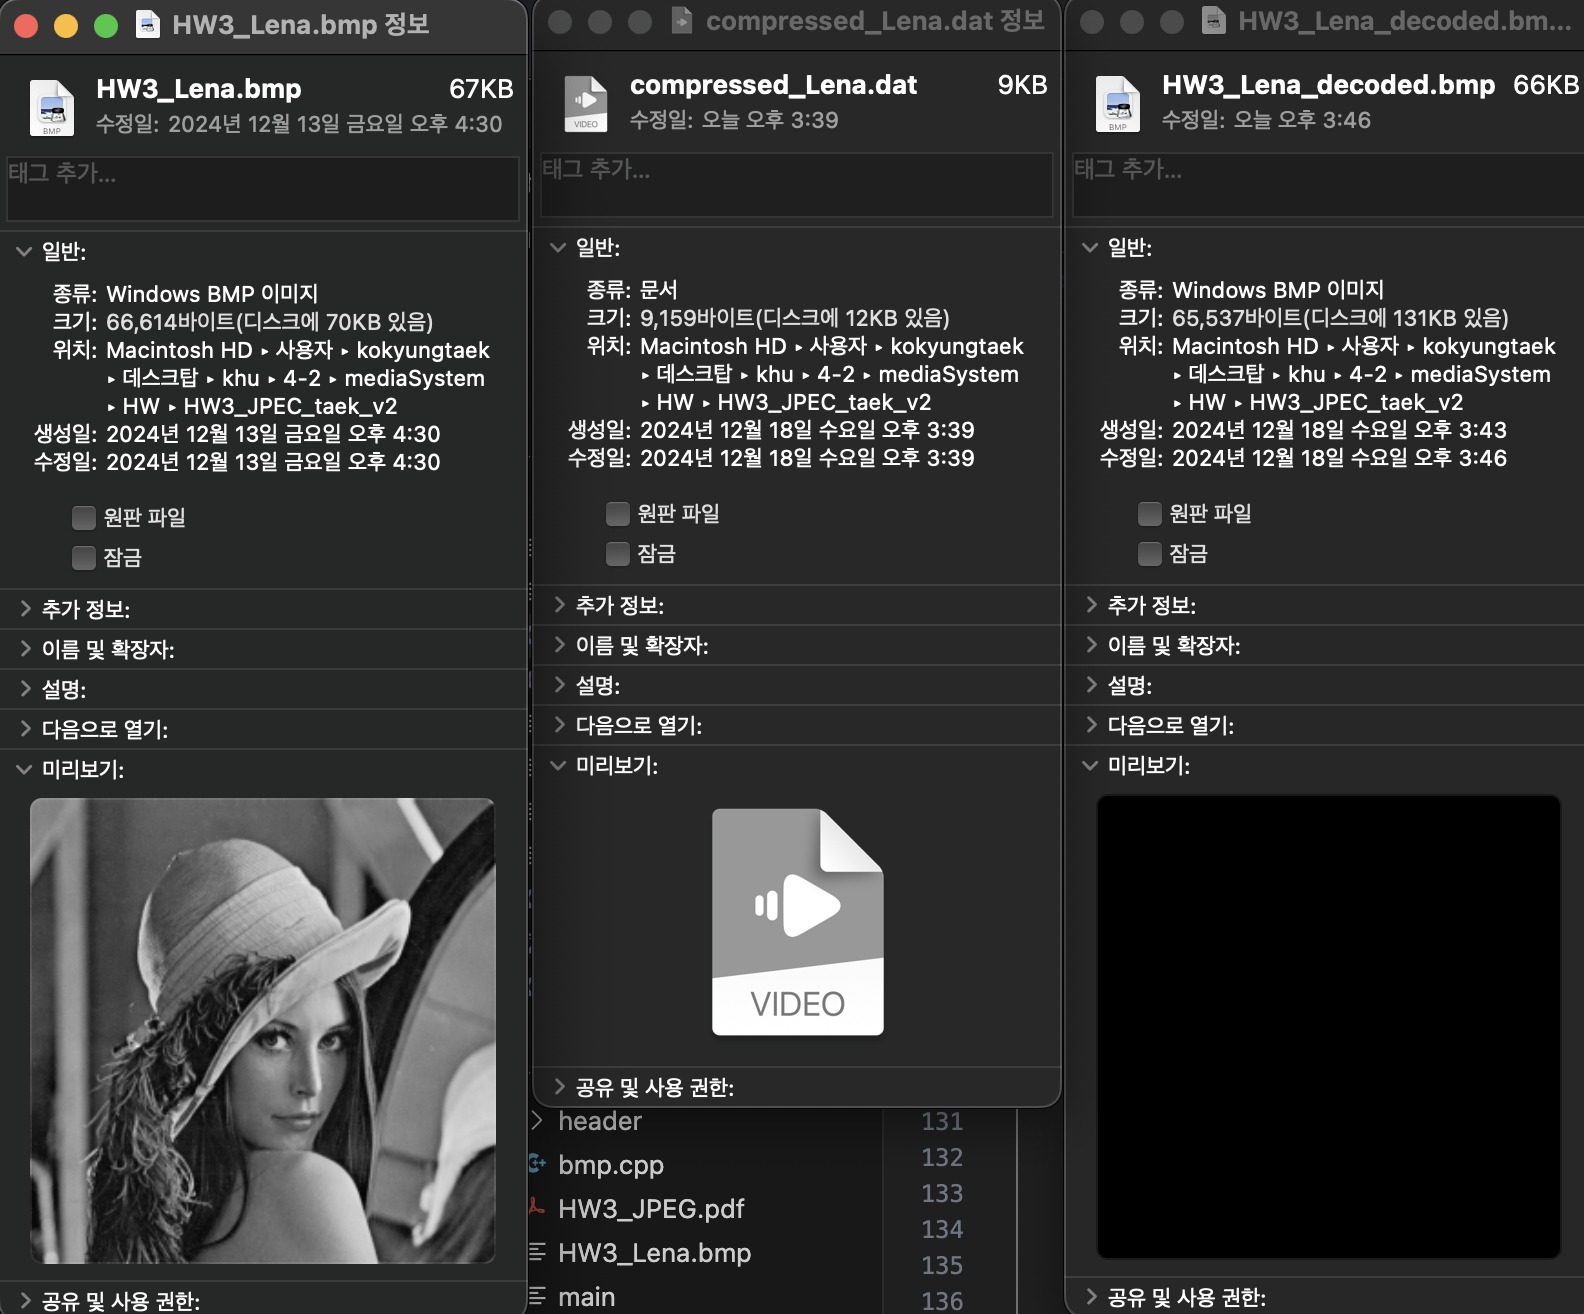 HW3_Lena.bmp 정보
HW3_Lena.bmp 67KB
수정일: 2024년 12월 13일 금요일 오후 4:30
태그 추가...
일반:
종류: Windows BMP 이미지
크기: 66,614바이트(디스크에 70KB 있음)
위치: Macintosh HD ▸ 사용자 ▸ kokyungtaek
▸ 데스크탑 ▸ khu ▸ 4-2 ▸ mediaSystem
▸ HW ▸ HW3_JPEC_taek_v2
생성일: 2024년 12월 13일 금요일 오후 4:30
수정일: 2024년 12월 13일 금요일 오후 4:30
원판 파일
잠금
추가 정보:
이름 및 확장자:
설명:
다음으로 열기:
미리보기:
공유 및 사용 권한:
compressed_Lena.dat 정보
compressed_Lena.dat 9KB
VIDEO
수정일: 오늘 오후 3:39
태그 추가...
일반:
종류: 문서
크기: 9,159바이트(디스크에 12KB 있음)
위치: Macintosh HD ▸ 사용자 ▸ kokyungtaek
▸ 데스크탑 ▸ khu ▸ 4-2 ▸ mediaSystem
▸ HW ▸ HW3_JPEC_taek_v2
생성일: 2024년 12월 18일 수요일 오후 3:39
수정일: 2024년 12월 18일 수요일 오후 3:39
원판 파일
잠금
추가 정보:
이름 및 확장자:
설명:
다음으로 열기:
미리보기:
VIDEO
공유 및 사용 권한:
header
bmp.cpp
HW3_JPEG.pdf
HW3_Lena.bmp
main
131
132
133
134
135
136
HW3_Lena_decoded.bm...
HW3_Lena_decoded.bmp 66KB
BMP
수정일: 오늘 오후 3:46
태그 추가...
일반:
종류: Windows BMP 이미지
크기: 65,537바이트(디스크에 131KB 있음)
위치: Macintosh HD ▸ 사용자 ▸ kokyungtaek
▸ 데스크탑 ▸ khu ▸ 4-2 ▸ mediaSystem
▸ HW ▸ HW3_JPEC_taek_v2
생성일: 2024년 12월 18일 수요일 오후 3:43
수정일: 2024년 12월 18일 수요일 오후 3:46
원판 파일
잠금
추가 정보:
이름 및 확장자:
설명:
다음으로 열기:
미리보기:
공유 및 사용 권한: